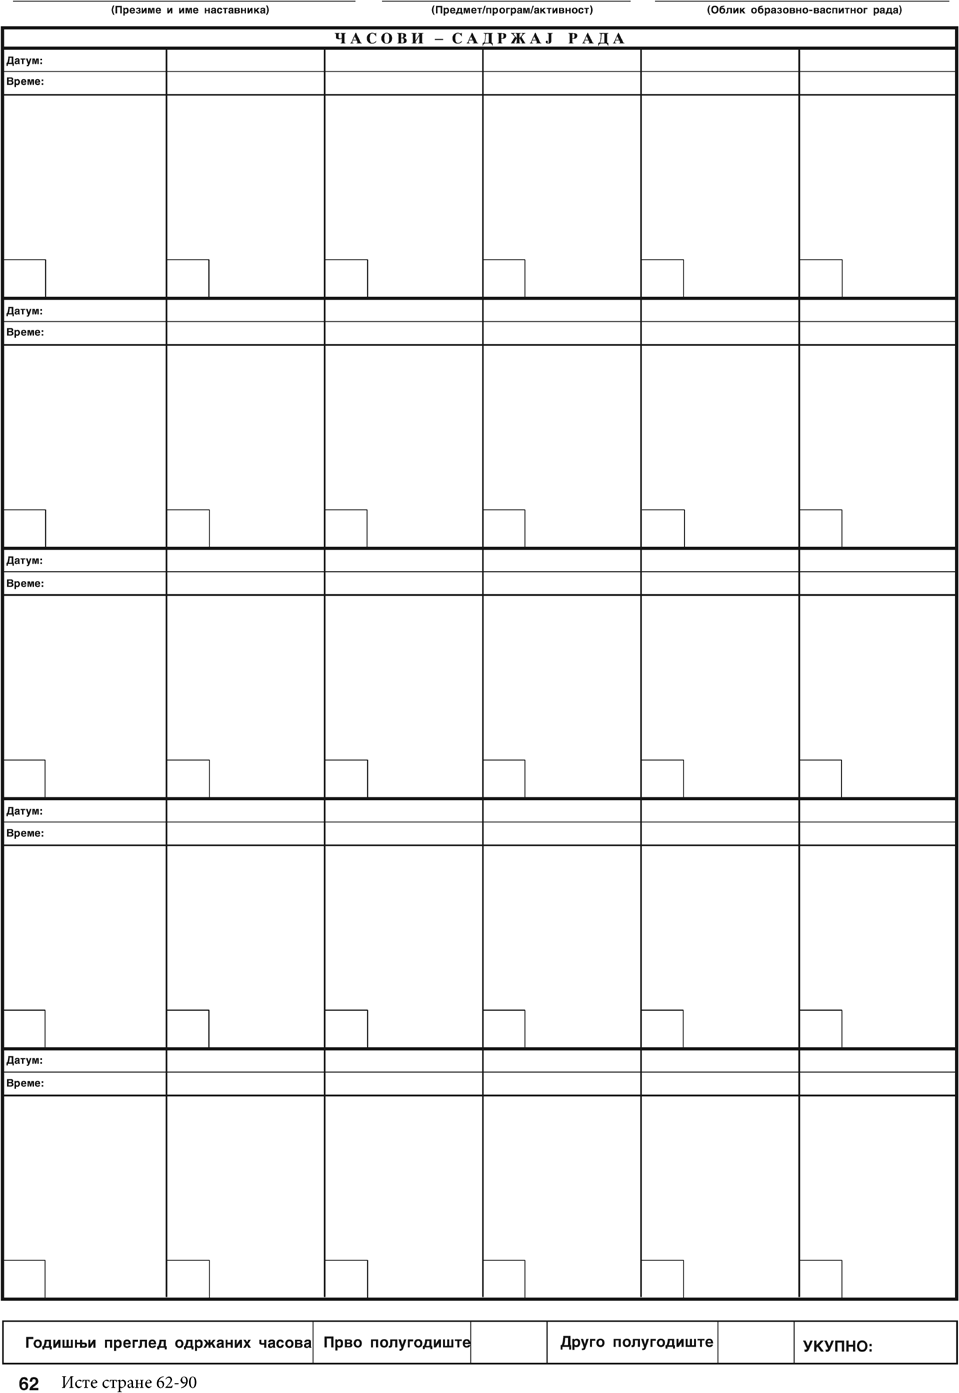 (Презиме и име наставника) (Предмет/програм/активност) (Облик образовно-васпитног рада)
ЧАСОВИ – САДРЖАЈ РАДА
Датум:
Време:
Датум:
Време:
Датум:
Време:
Датум:
Време:
Датум:
Време:
Годишњи преглед одржаних часова Прво полугодиште Друго полугодиште УКУПНО:
62 Исте стране 62-90